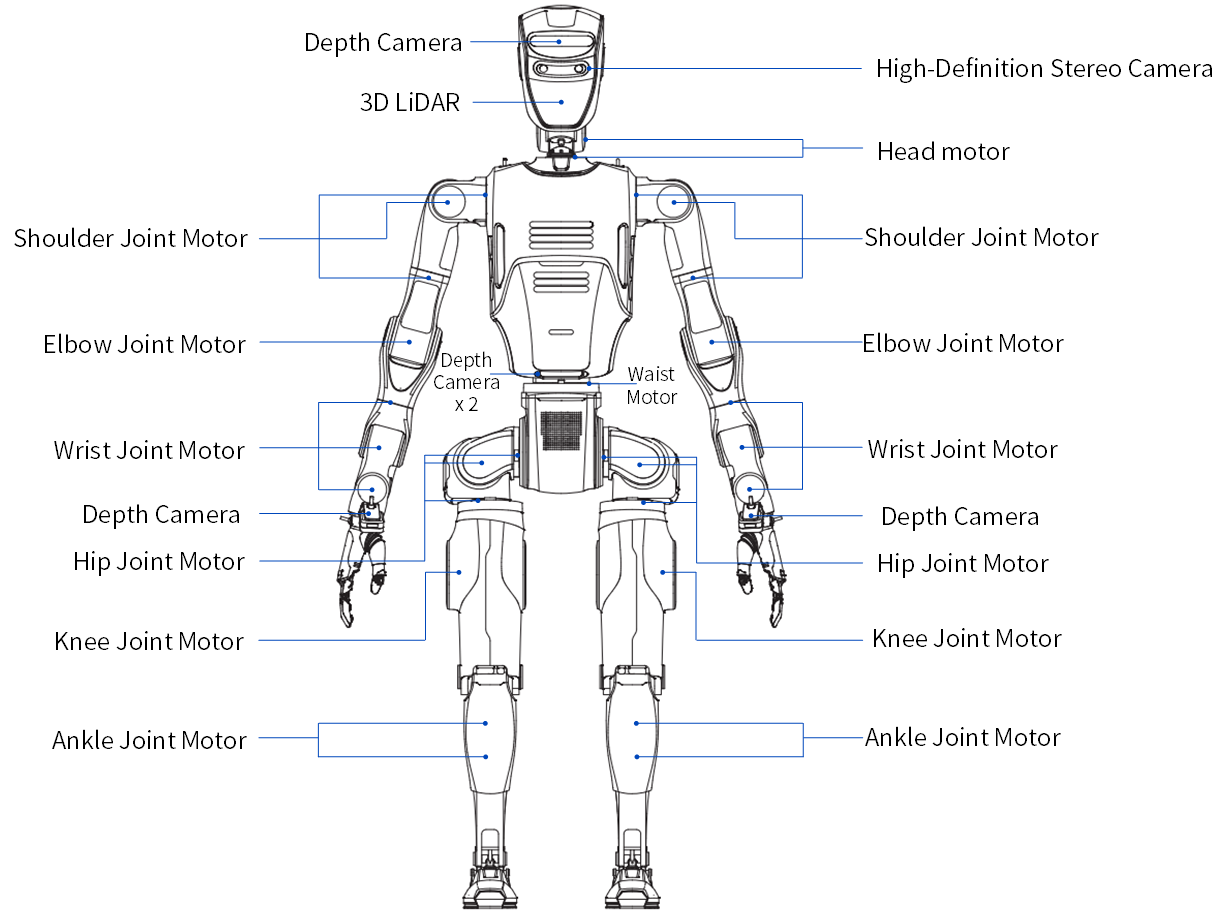 Depth Camera
High-Definition Stereo Camera
3D LiDAR
Head motor
Shoulder Joint Motor
Shoulder Joint Motor
Elbow Joint Motor
Elbow Joint Motor
Depth
Camera
x 2
Waist
Motor
Wrist Joint Motor
Wrist Joint Motor
Depth Camera
Depth Camera
Hip Joint Motor
Hip Joint Motor
Knee Joint Motor
Knee Joint Motor
Ankle Joint Motor
Ankle Joint Motor